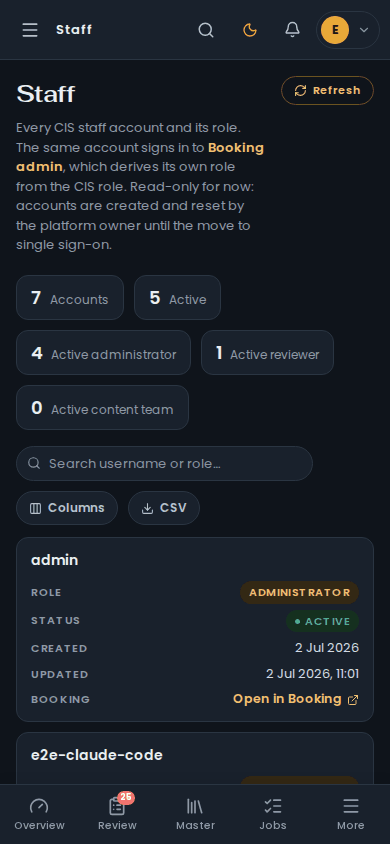 Staff
E
Staff
Refresh
Every CIS staff account and its role.
The same account signs in to Booking
admin, which derives its own role
from the CIS role. Read-only for now:
accounts are created and reset by
the platform owner until the move to
single sign-on.
7 Accounts
5 Active
4 Active administrator
1 Active reviewer
0 Active content team
Search username or role...
Columns
CSV
admin
ROLE ADMINISTRATOR
STATUS ACTIVE
CREATED 2 Jul 2026
UPDATED 2 Jul 2026, 11:01
BOOKING Open in Booking
e2e-claude-code
26
Overview
Review
Master
Jobs
More